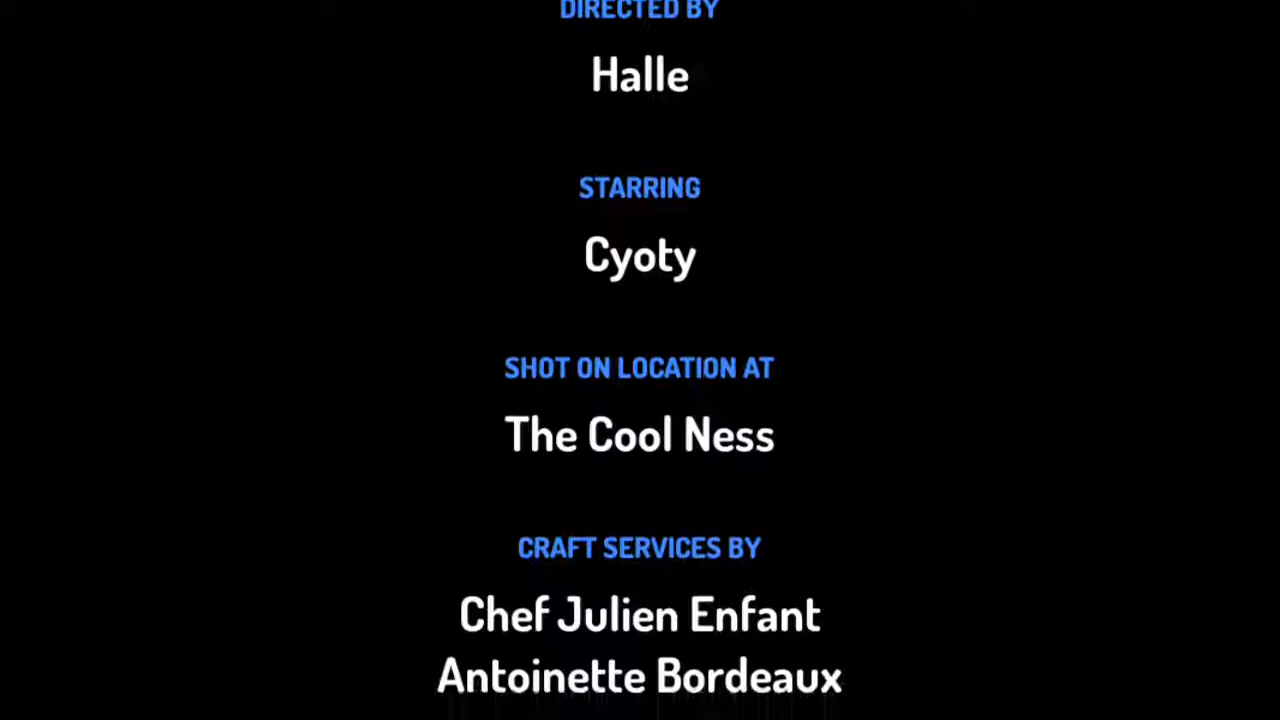 DIRECTED BY
Halle
STARRING
Cyoty
SHOT ON LOCATION AT
The Cool Ness
CRAFT SERVICES BY
Chef Julien Enfant
Antoinette Bordeaux